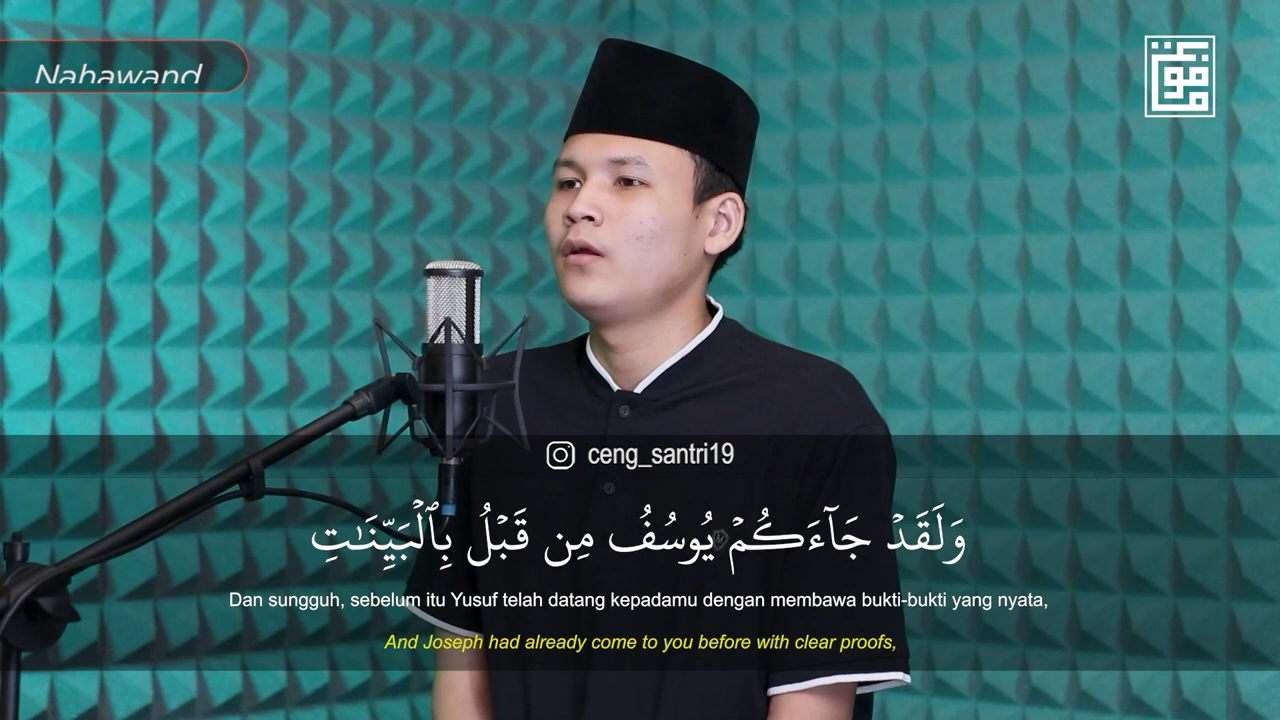 Nahawand
ceng_santri19
وَلَقَدۡ جَآءَكُمۡ يُوسُفُ مِن قَبۡلُ بِٱلۡبَيِّنَٰتِ
Dan sungguh, sebelum itu Yusuf telah datang kepadamu dengan membawa bukti-bukti yang nyata,
And Joseph had already come to you before with clear proofs,